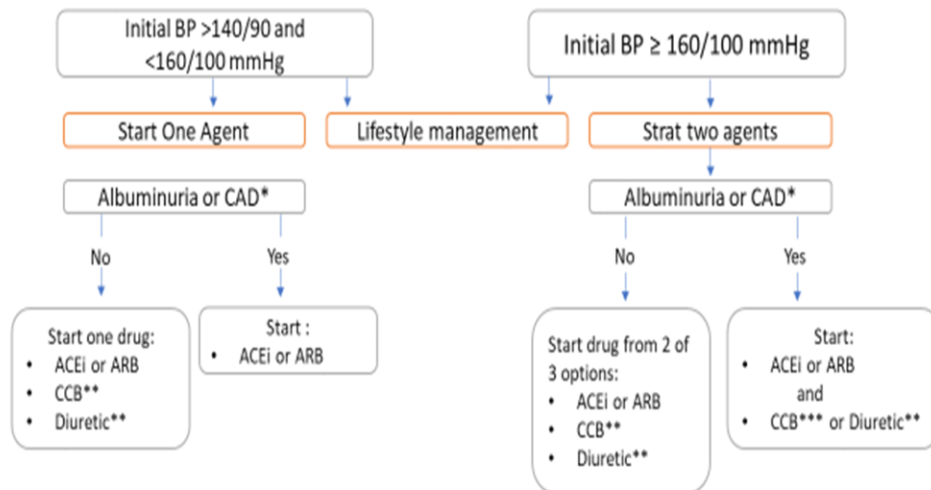 Initial BP >140/90 and
<160/100 mmHg
Initial BP ≥ 160/100 mmHg
Start One Agent
Lifestyle management
Strat two agents
Albuminuria or CAD*
Albuminuria or CAD*
No
Yes
No
Yes
Start one drug:
• ACEi or ARB
• CCB**
• Diuretic**
Start :
• ACEi or ARB
Start drug from 2 of
3 options:
• ACEi or ARB
• CCB**
• Diuretic**
Start:
• ACEi or ARB
and
• CCB*** or Diuretic**